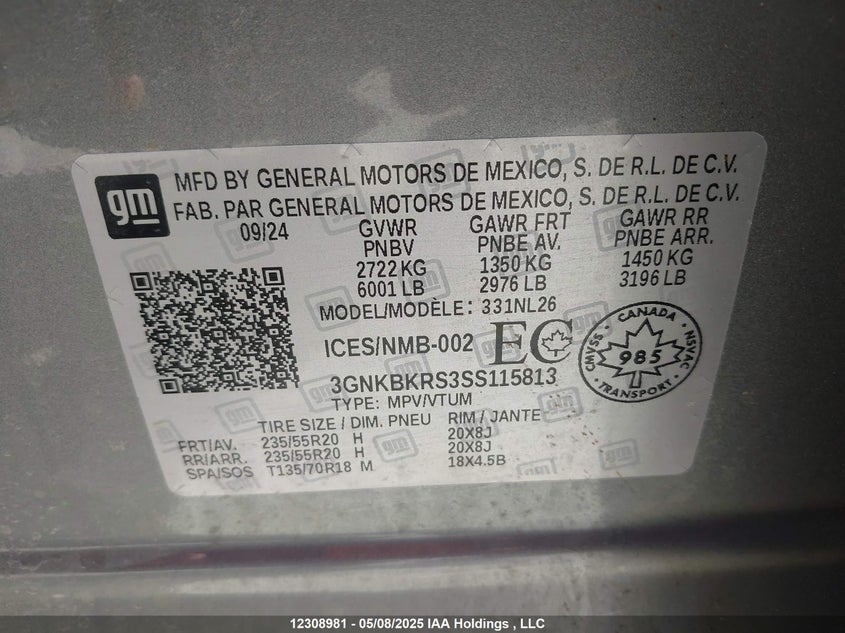 gm
MFD BY GENERAL MOTORS DE MEXICO, S. DE R.L. DE C.V.
FAB. PAR GENERAL MOTORS DE MEXICO, S. DE R.L. DE C.V.
09/24 GVWR GAWR FRT GAWR RR
PNBV PNBE AV. PNBE ARR.
2722 KG 1350 KG 1450 KG
6001 LB 2976 LB 3196 LB
MODEL/MODÈLE: 331NL26
ICES/NMB-002 EC
CANADA
CMVSS 985 NSVAC
TRANSPORT
3GNKBKRS3SS115813
TYPE: MPV/VTUM
TIRE SIZE / DIM. PNEU RIM / JANTE
FRT/AV. 235/55R20 H 20X8J
RR/ARR. 235/55R20 H 20X8J
SPA/SOS T135/70R18 M 18X4.5B
12308981 - 05/08/2025 IAA Holdings , LLC